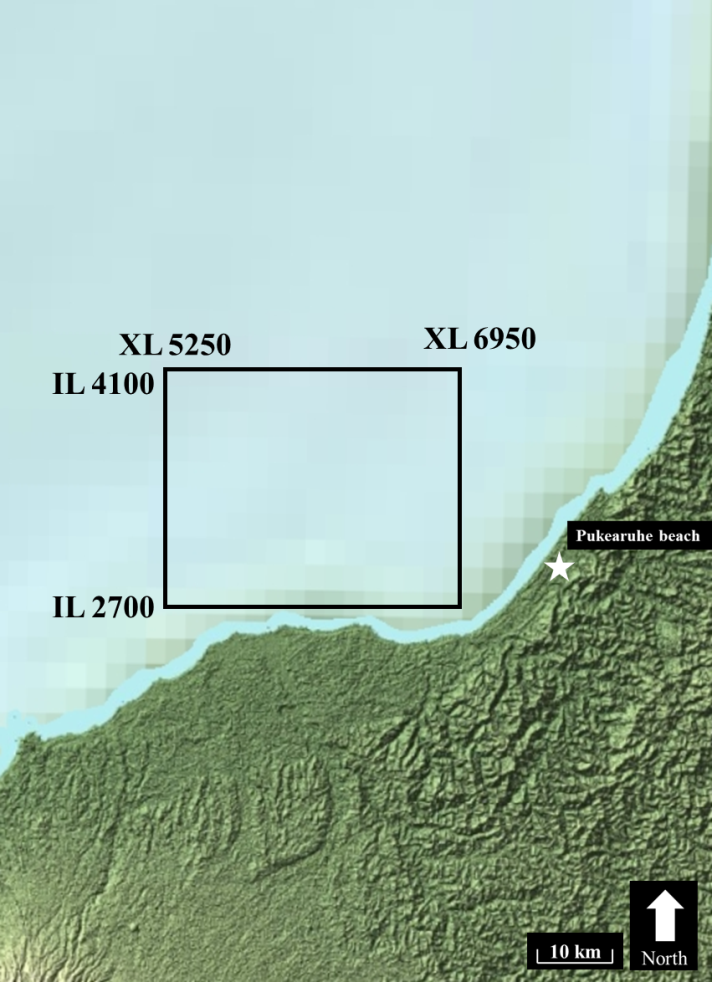 XL 5250
XL 6950
IL 4100
Pukearuhe beach
IL 2700
10 km
North